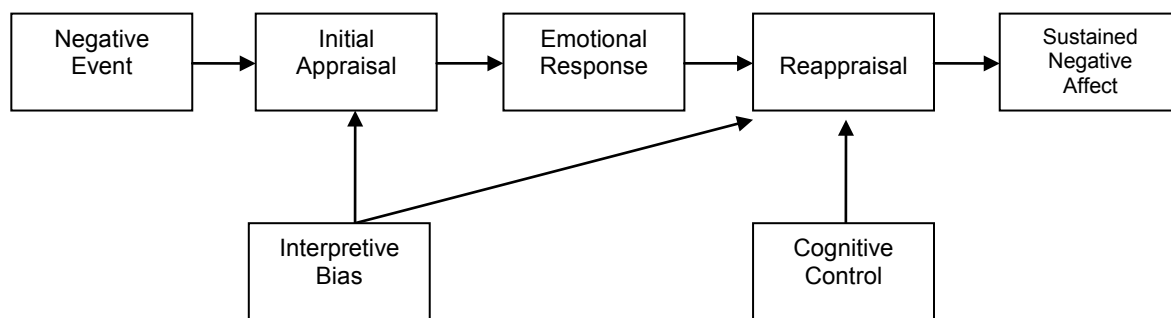 Negative
Event
Initial
Appraisal
Emotional
Response
Reappraisal
Sustained
Negative
Affect
Interpretive
Bias
Cognitive
Control